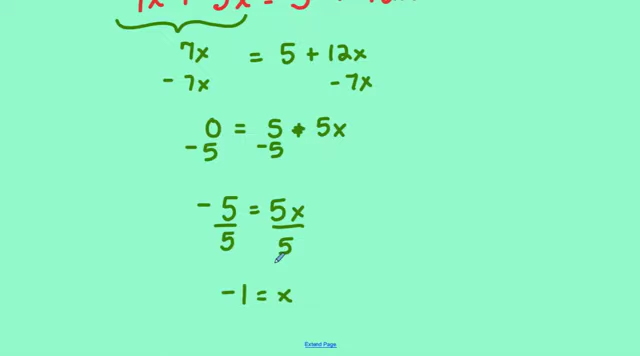 7x = 5 + 12x
- 7x - 7x
0 = 5 + 5x
- 5 - 5
- 5 = 5x
5 5
- 1 = x
Extend Page